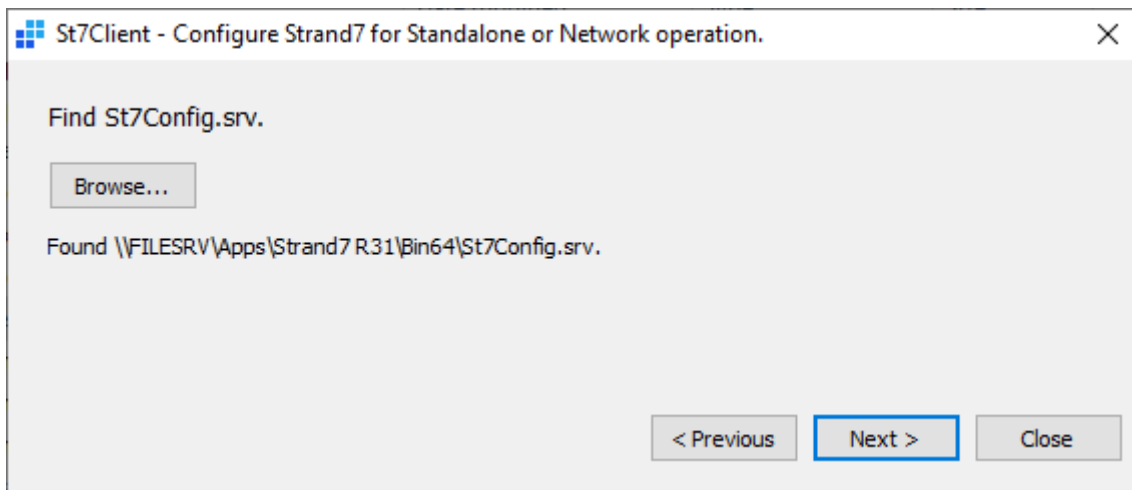 St7Client - Configure Strand7 for Standalone or Network operation.
Find St7Config.srv.
Browse...
Found \\FILESRV\Apps\Strand7 R31\Bin64\St7Config.srv.
< Previous
Next >
Close